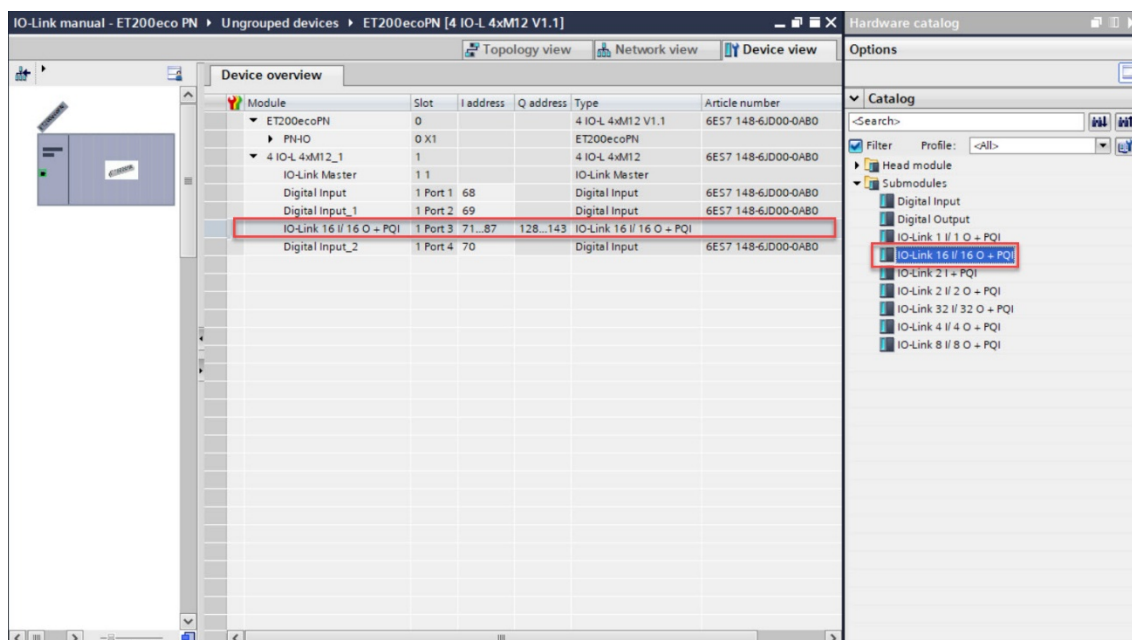 IO-Link manual - ET200eco PN ▸ Ungrouped devices ▸ ET200ecoPN [4 IO-L 4xM12 V1.1]
Hardware catalog
Topology view Network view Device view
Options
Device overview
Module Slot I address Q address Type Article number
ET200ecoPN 0 4 IO-L 4xM12 V1.1 6ES7 148-6JD00-0AB0
PN-IO 0 X1 ET200ecoPN
4 IO-L 4xM12_1 1 4 IO-L 4xM12 6ES7 148-6JD00-0AB0
IO-Link Master 1 1 IO-Link Master
Digital Input 1 Port 1 68 Digital Input 6ES7 148-6JD00-0AB0
Digital Input_1 1 Port 2 69 Digital Input 6ES7 148-6JD00-0AB0
IO-Link 16 I/ 16 O + PQI 1 Port 3 71...87 128...143 IO-Link 16 I/ 16 O + PQI
Digital Input_2 1 Port 4 70 Digital Input 6ES7 148-6JD00-0AB0
Catalog
<Search>
Filter Profile: <All>
Head module
Submodules
Digital Input
Digital Output
IO-Link 1 I/ 1 O + PQI
IO-Link 16 I/ 16 O + PQI
IO-Link 2 I + PQI
IO-Link 2 I/ 2 O + PQI
IO-Link 32 I/ 32 O + PQI
IO-Link 4 I/ 4 O + PQI
IO-Link 8 I/ 8 O + PQI